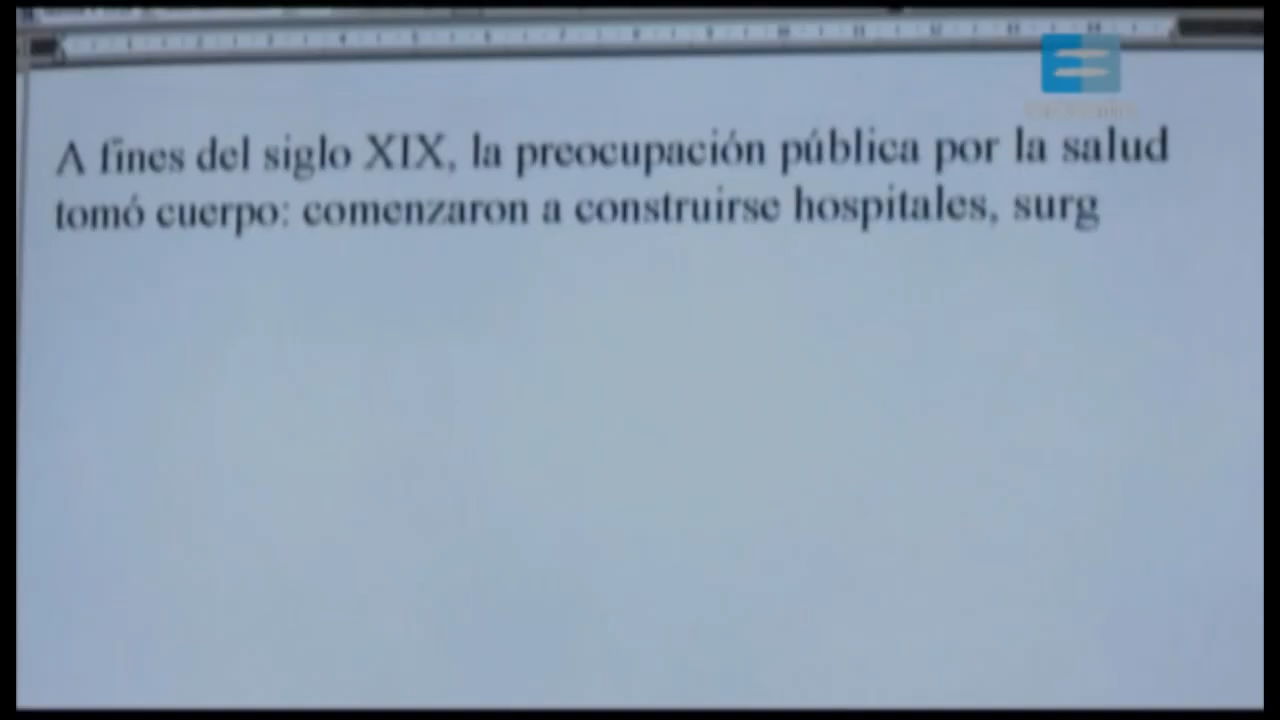 A fines del siglo XIX, la preocupación pública por la salud
tomó cuerpo: comenzaron a construirse hospitales, surg